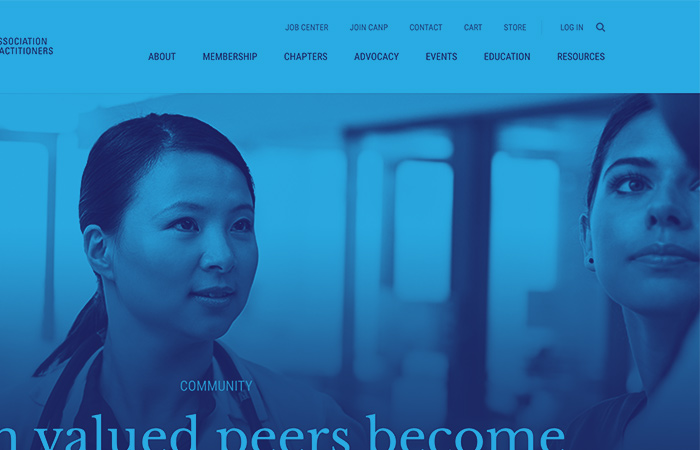 JOB CENTER JOIN CANP CONTACT CART STORE LOG IN
SSOCIATION
ACTITIONERS
ABOUT MEMBERSHIP CHAPTERS ADVOCACY EVENTS EDUCATION RESOURCES
COMMUNITY
n valued peers become